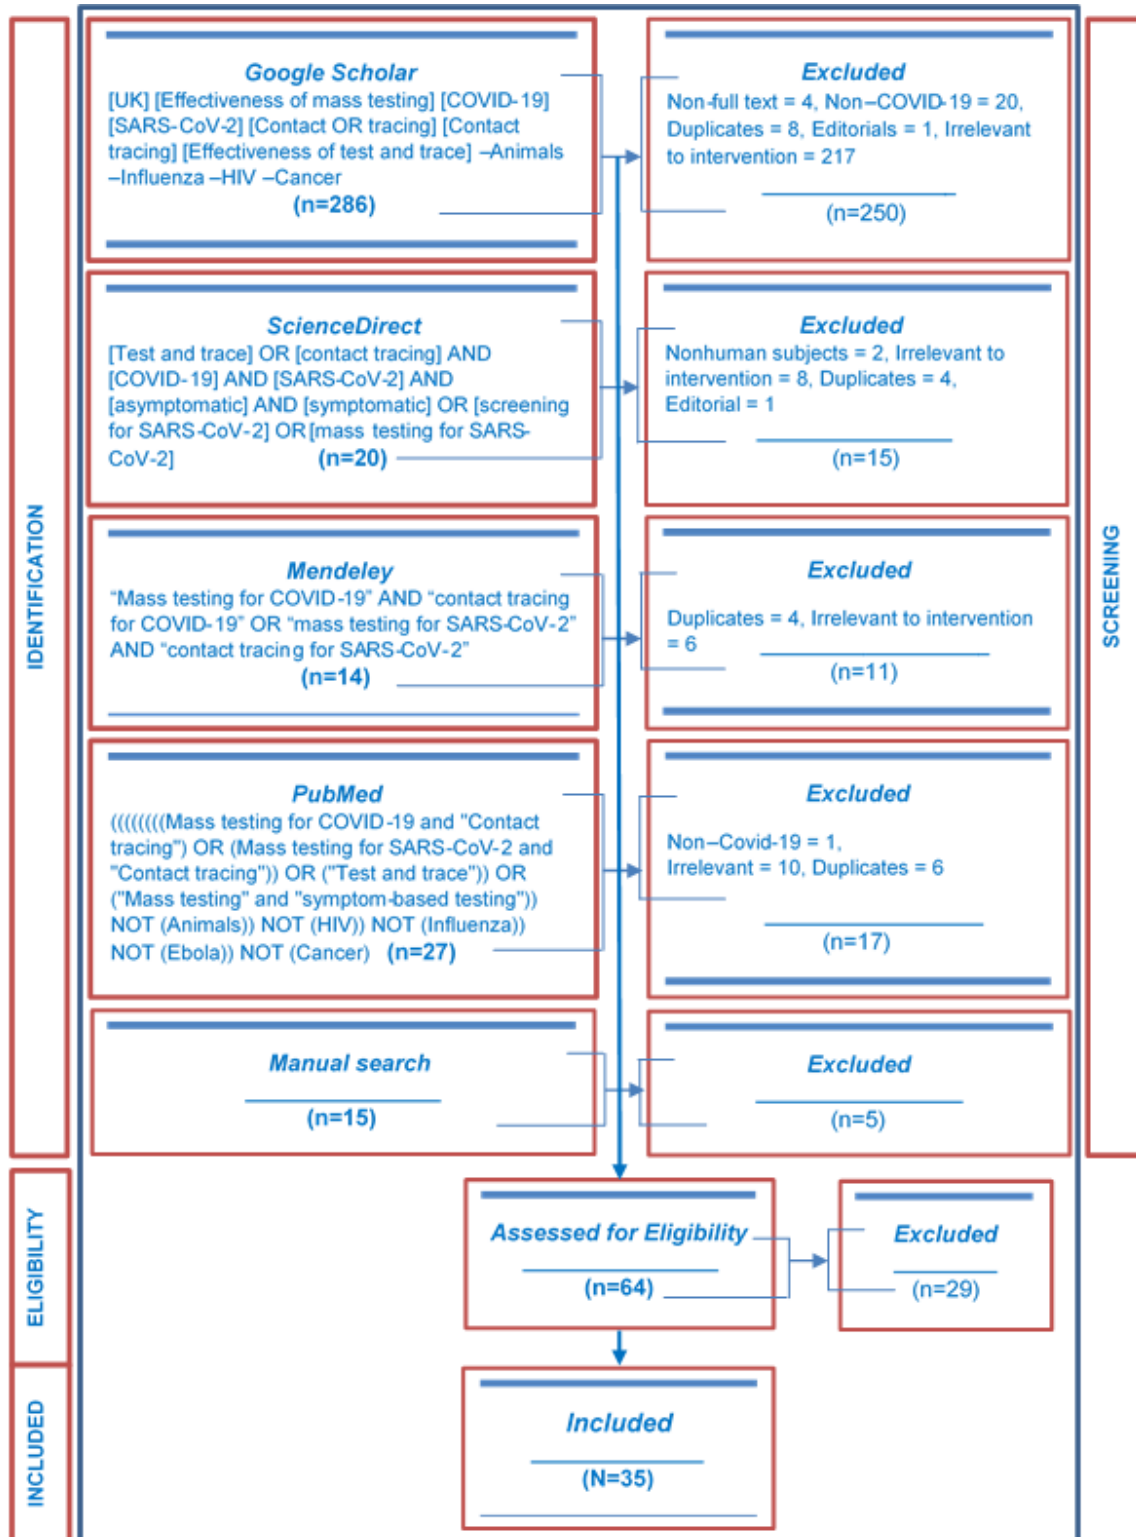 IDENTIFICATION
Google Scholar
[UK] [Effectiveness of mass testing] [COVID-19]
[SARS-CoV-2] [Contact OR tracing] [Contact
tracing] [Effectiveness of test and trace] –Animals
–Influenza –HIV –Cancer
(n=286)
Excluded
Non-full text = 4, Non–COVID-19 = 20,
Duplicates = 8, Editorials = 1, Irrelevant
to intervention = 217
(n=250)
SCREENING
ScienceDirect
[Test and trace] OR [contact tracing] AND
[COVID-19] AND [SARS-CoV-2] AND
[asymptomatic] AND [symptomatic] OR [screening
for SARS-CoV-2] OR [mass testing for SARS-
CoV-2] (n=20)
Excluded
Nonhuman subjects = 2, Irrelevant to
intervention = 8, Duplicates = 4,
Editorial = 1
(n=15)
Mendeley
“Mass testing for COVID-19” AND “contact tracing
for COVID-19” OR “mass testing for SARS-CoV-2”
AND “contact tracing for SARS-CoV-2”
(n=14)
Excluded
Duplicates = 4, Irrelevant to intervention
= 6
(n=11)
PubMed
((((((((Mass testing for COVID-19 and "Contact
tracing") OR (Mass testing for SARS-CoV-2 and
"Contact tracing")) OR ("Test and trace")) OR
("Mass testing" and "symptom-based testing"))
NOT (Animals)) NOT (HIV)) NOT (Influenza))
NOT (Ebola)) NOT (Cancer) (n=27)
Excluded
Non–Covid-19 = 1,
Irrelevant = 10, Duplicates = 6
(n=17)
Manual search
(n=15)
Excluded
(n=5)
ELIGIBILITY
Assessed for Eligibility
(n=64)
Excluded
(n=29)
INCLUDED
Included
(N=35)